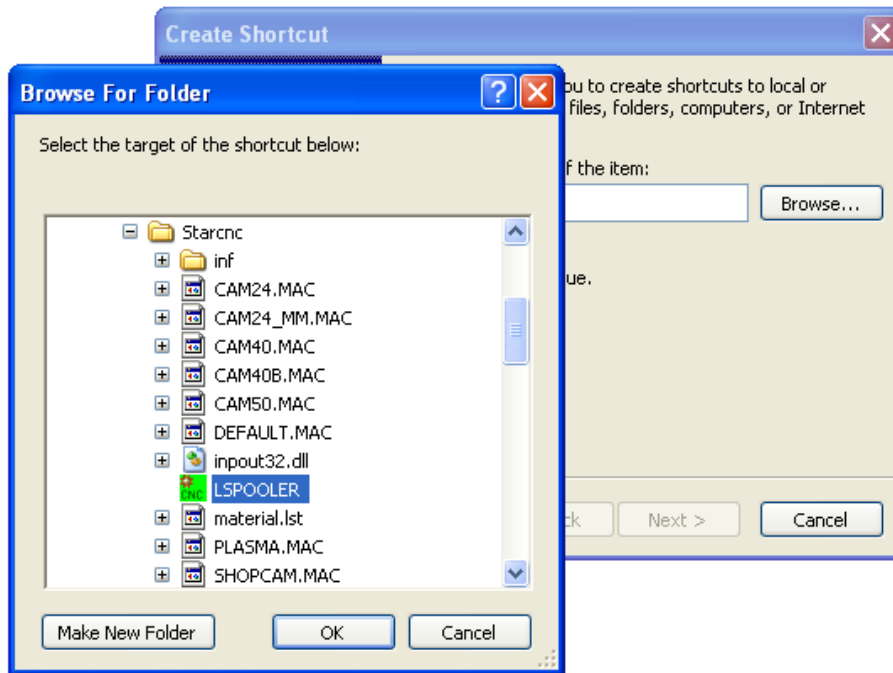 Create Shortcut
Browse For Folder
Select the target of the shortcut below:
Starcnc
inf
CAM24.MAC
CAM24_MM.MAC
CAM40.MAC
CAM40B.MAC
CAM50.MAC
DEFAULT.MAC
inpout32.dll
CNC LSPOOLER
material.lst
PLASMA.MAC
SHOPCAM.MAC
Make New Folder
OK
Cancel
to create shortcuts to local or
files, folders, computers, or Internet
the item:
Browse...
Next >
Cancel